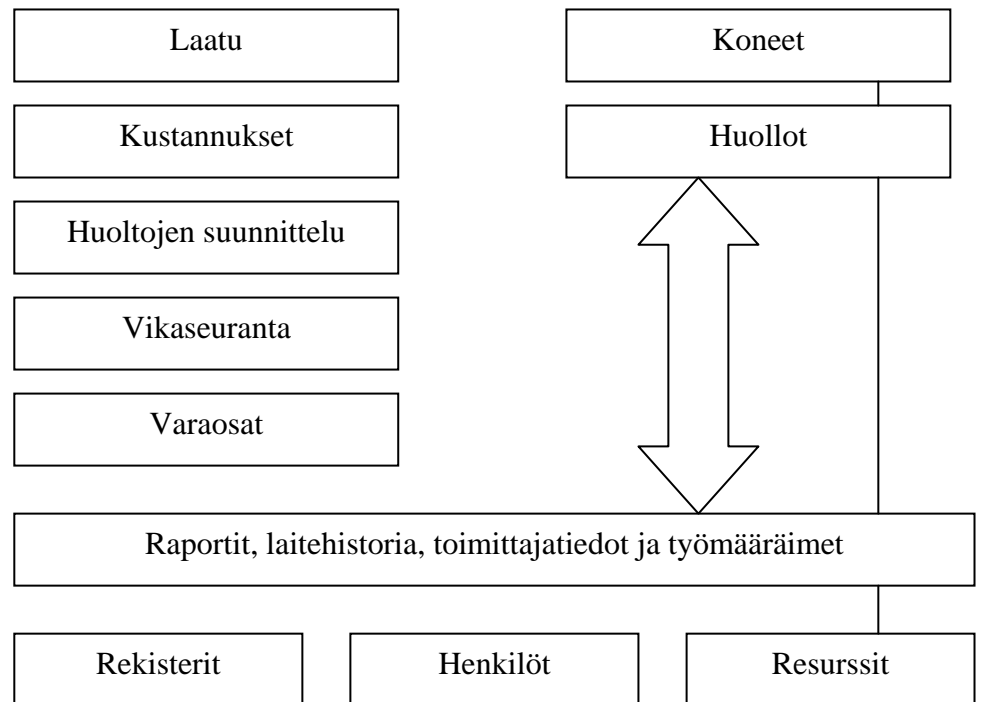 Laatu
Koneet
Kustannukset
Huollot
Huoltojen suunnittelu
Vikaseuranta
Varaosat
Raportit, laitehistoria, toimittajatiedot ja työmääräimet
Rekisterit
Henkilöt
Resurssit